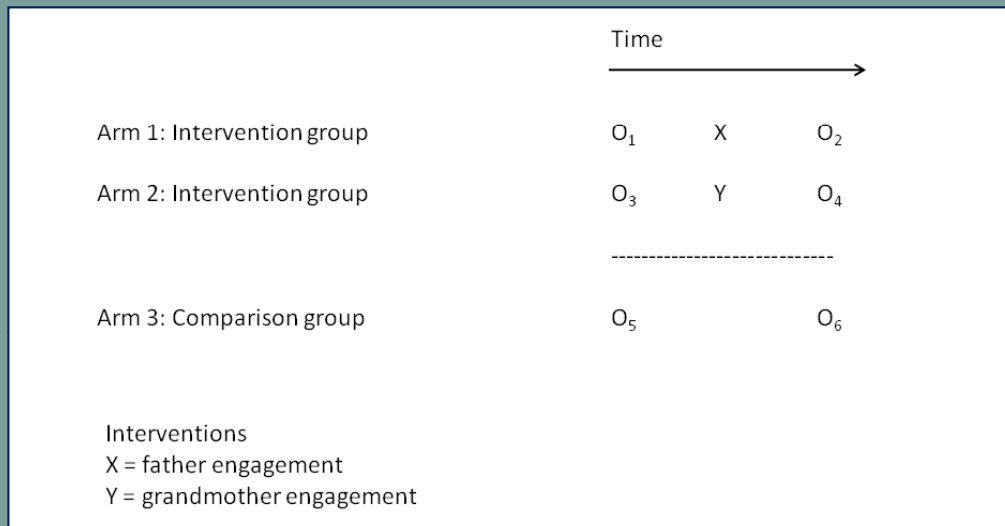 Time
Arm 1: Intervention group O₁ X O₂
Arm 2: Intervention group O₃ Y O₄
-----------------------------
Arm 3: Comparison group O₅ O₆
Interventions
X = father engagement
Y = grandmother engagement